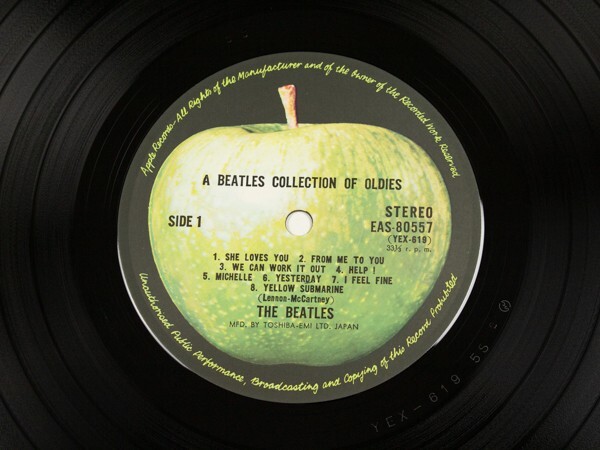 Apple Records-All Rights of the Manufacturer and of the Owner of the Recorded Work Reserved
A BEATLES COLLECTION OF OLDIES
SIDE 1
STEREO
EAS-80557
(YEX-619)
33⅓ r. p. m.
1. SHE LOVES YOU 2. FROM ME TO YOU
3. WE CAN WORK IT OUT 4. HELP !
5. MICHELLE 6. YESTERDAY 7. I FEEL FINE
8. YELLOW SUBMARINE
(Lennon-McCartney)
THE BEATLES
MFD. BY TOSHIBA-EMI LTD. JAPAN
Unauthorised Public Performance, Broadcasting and Copying of this Record Prohibited
YEX-619 5S